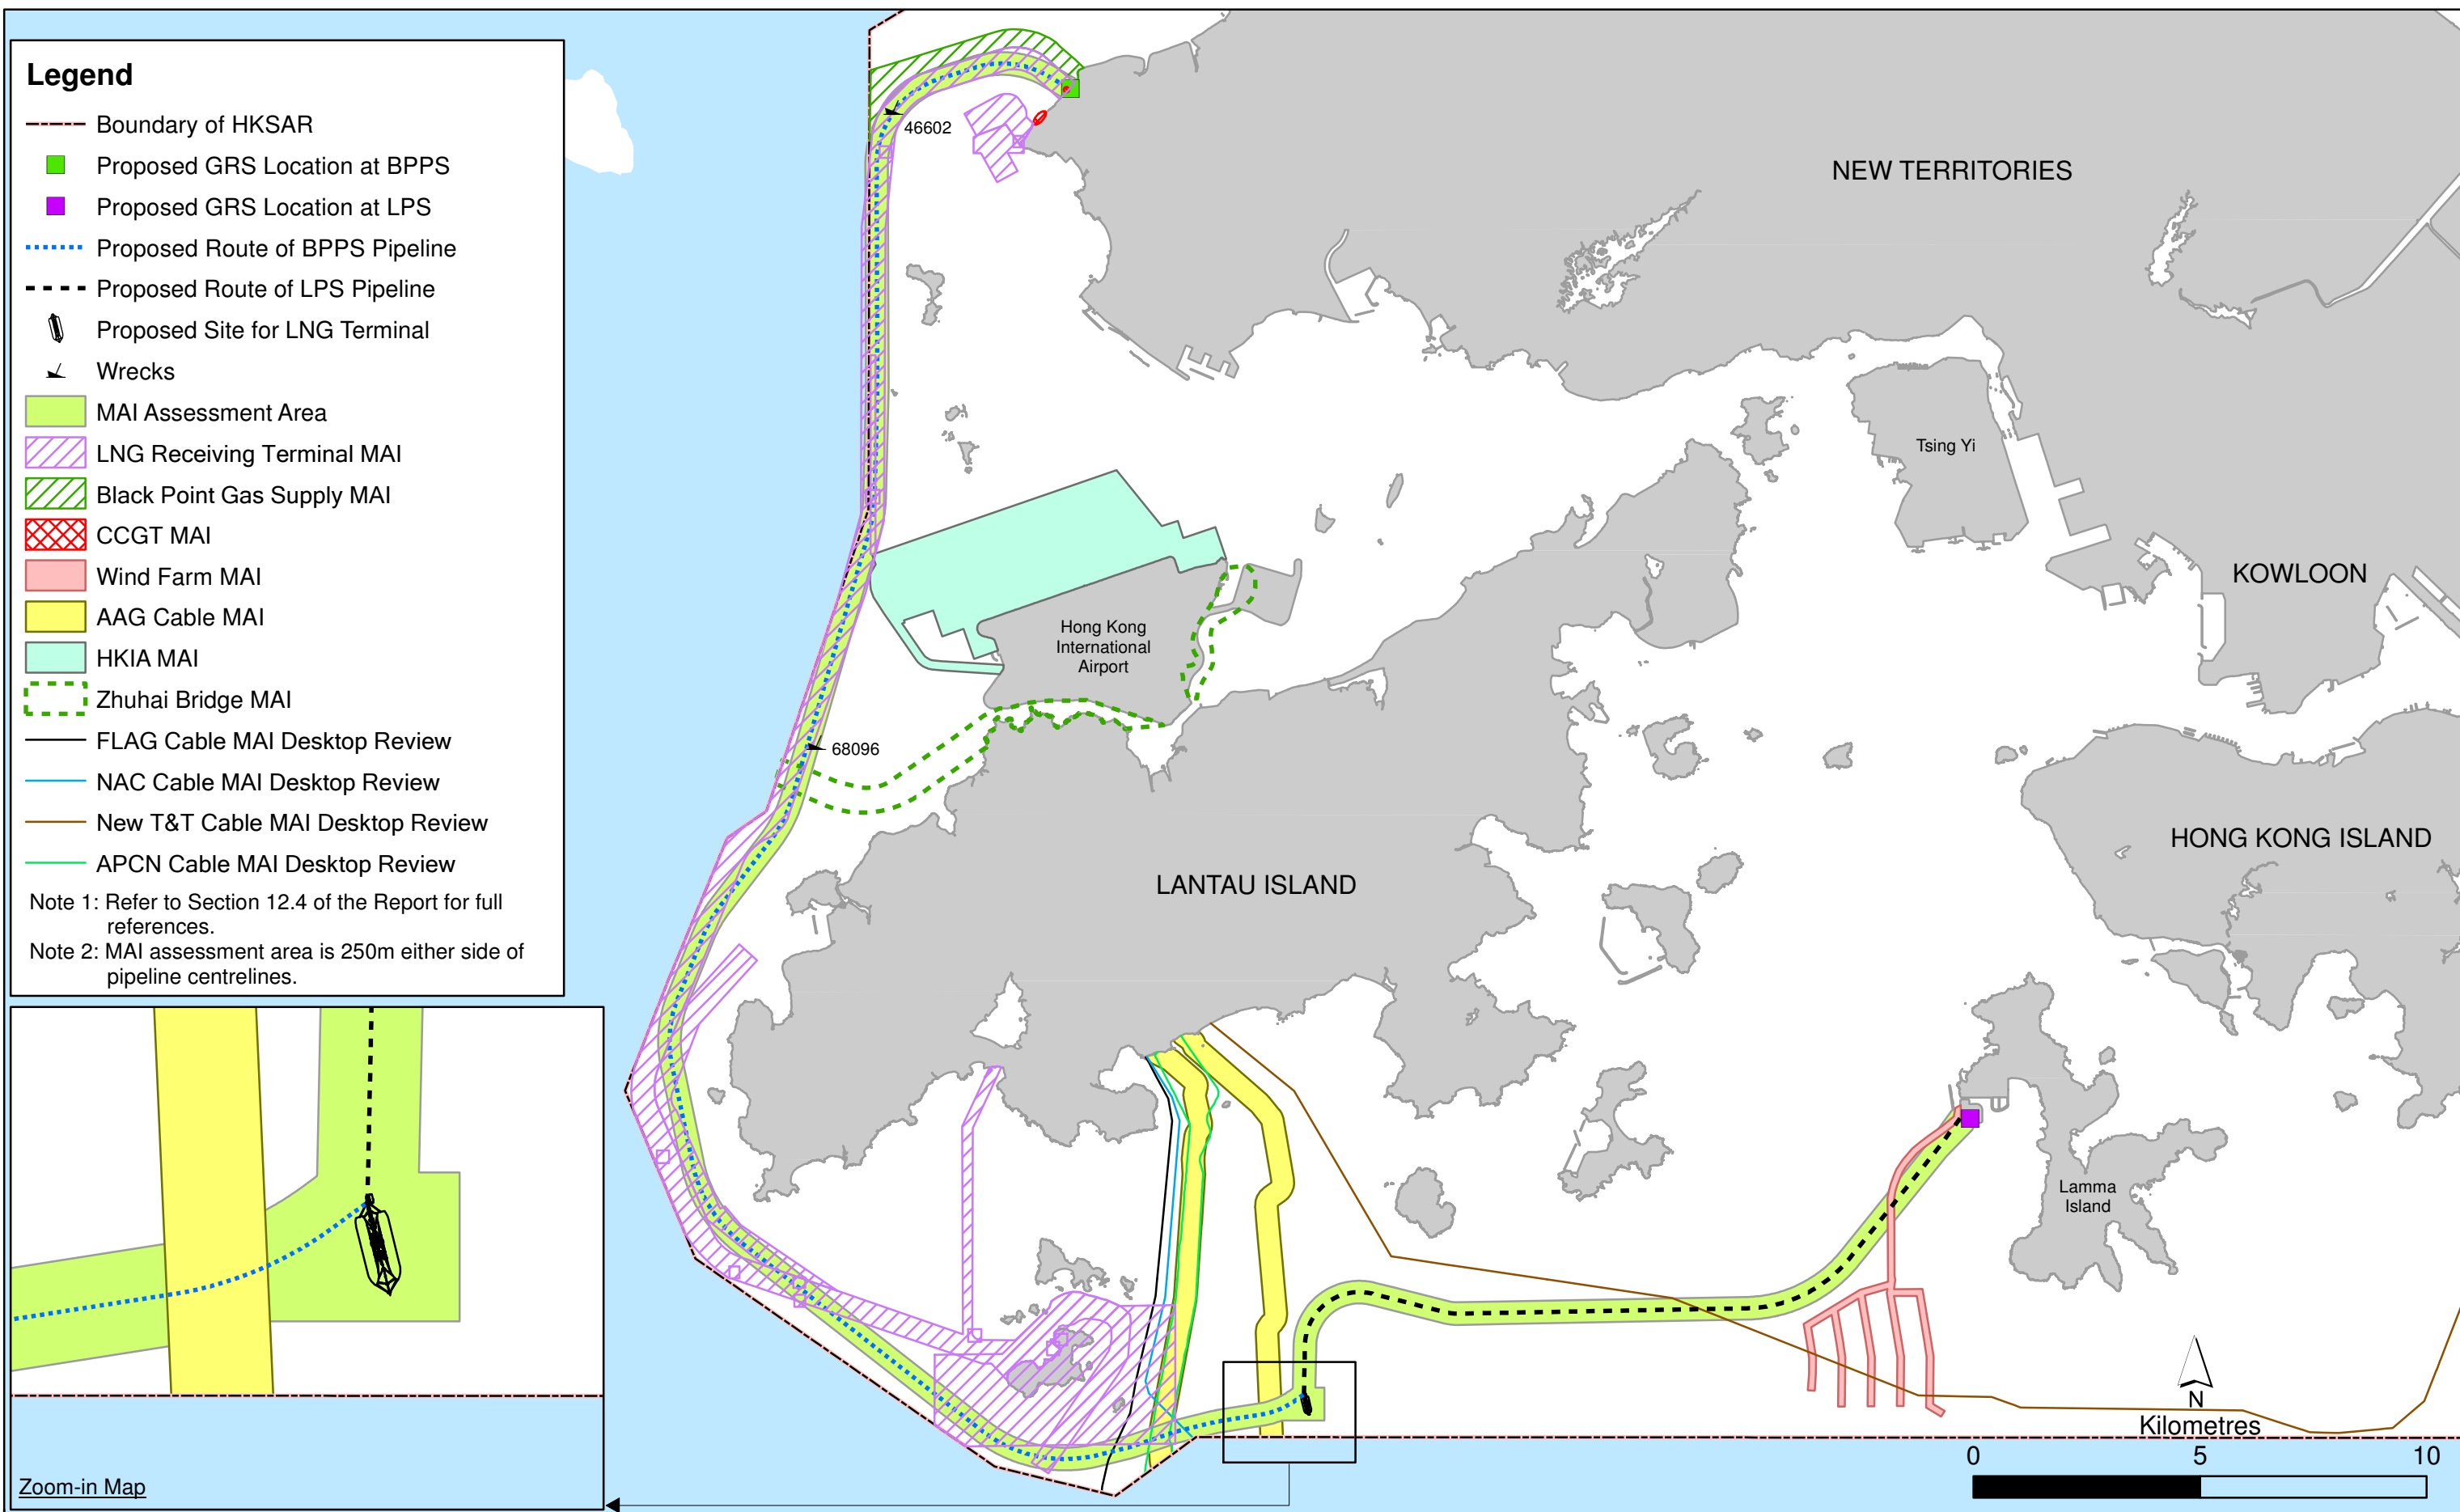 Legend
Boundary of HKSAR
Proposed GRS Location at BPPS
Proposed GRS Location at LPS
Proposed Route of BPPS Pipeline
Proposed Route of LPS Pipeline
Proposed Site for LNG Terminal
Wrecks
MAI Assessment Area
LNG Receiving Terminal MAI
Black Point Gas Supply MAI
CCGT MAI
Wind Farm MAI
AAG Cable MAI
HKIA MAI
Zhuhai Bridge MAI
FLAG Cable MAI Desktop Review
NAC Cable MAI Desktop Review
New T&T Cable MAI Desktop Review
APCN Cable MAI Desktop Review
Note 1: Refer to Section 12.4 of the Report for full
references.
Note 2: MAI assessment area is 250m either side of
pipeline centrelines.
Zoom-in Map
46602
NEW TERRITORIES
Tsing Yi
KOWLOON
Hong Kong
International
Airport
68096
HONG KONG ISLAND
LANTAU ISLAND
Lamma
Island
N
Kilometres
0 5 10